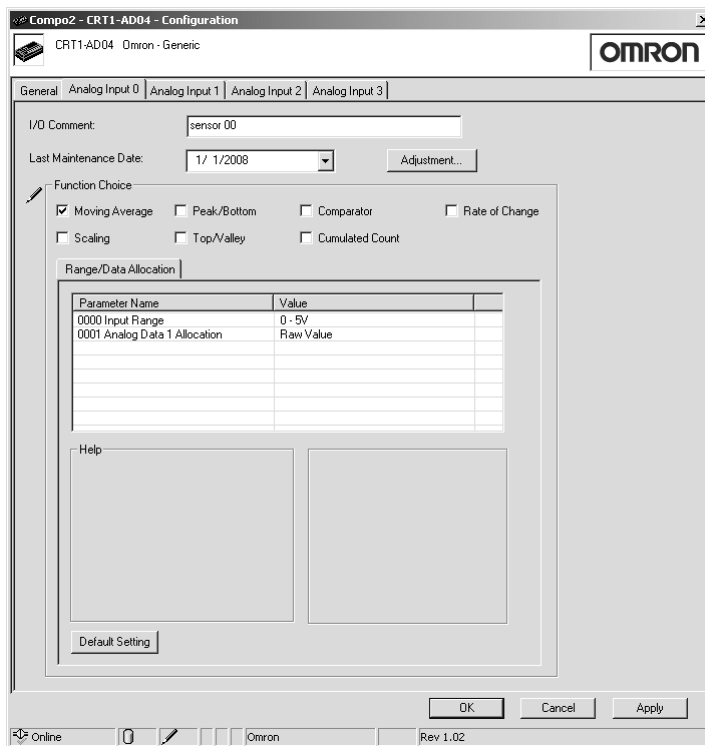 Compo2 - CRT1-AD04 - Configuration
CRT1-AD04 Omron - Generic
OMRON
General Analog Input 0 Analog Input 1 Analog Input 2 Analog Input 3
I/O Comment: sensor 00
Last Maintenance Date: 1/ 1/2008 Adjustment...
Function Choice
Moving Average Peak/Bottom Comparator Rate of Change
Scaling Top/Valley Cumulated Count
Range/Data Allocation
Parameter Name Value
0000 Input Range 0 - 5V
0001 Analog Data 1 Allocation Raw Value
Help
Default Setting
OK Cancel Apply
Online Omron Rev 1.02